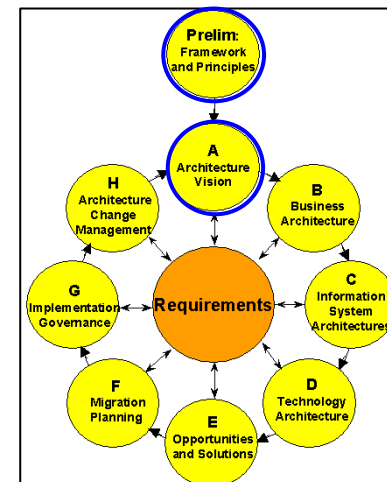 Prelim:
Framework
and Principles
A
Architecture
Vision
B
Business
Architecture
C
Information
System
Architectures
D
Technology
Architecture
E
Opportunities
and Solutions
F
Migration
Planning
G
Implementation
Governance
H
Architecture
Change
Management
Requirements